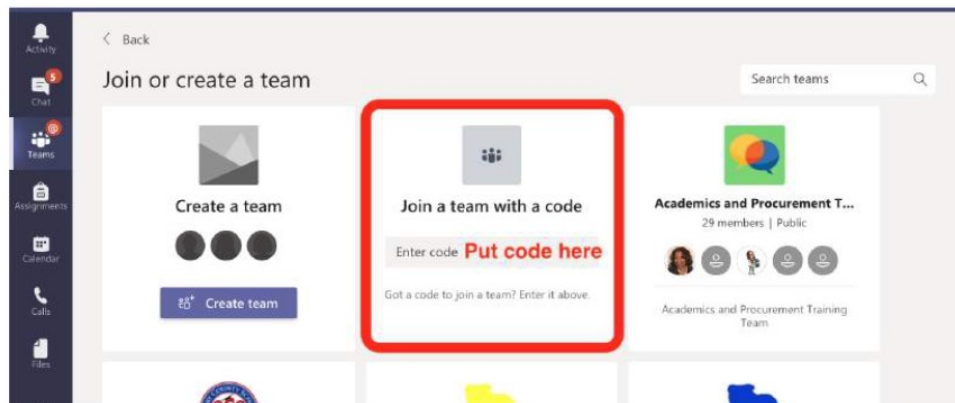 Activity
< Back
Join or create a team
Search teams
5
Chat
@
Teams
Create a team
Join a team with a code
Academics and Procurement T...
29 members | Public
Assignments
Enter code Put code here
Calendar
Create team
Got a code to join a team? Enter it above.
Academics and Procurement Training
Team
Calls
Files
COUNTY